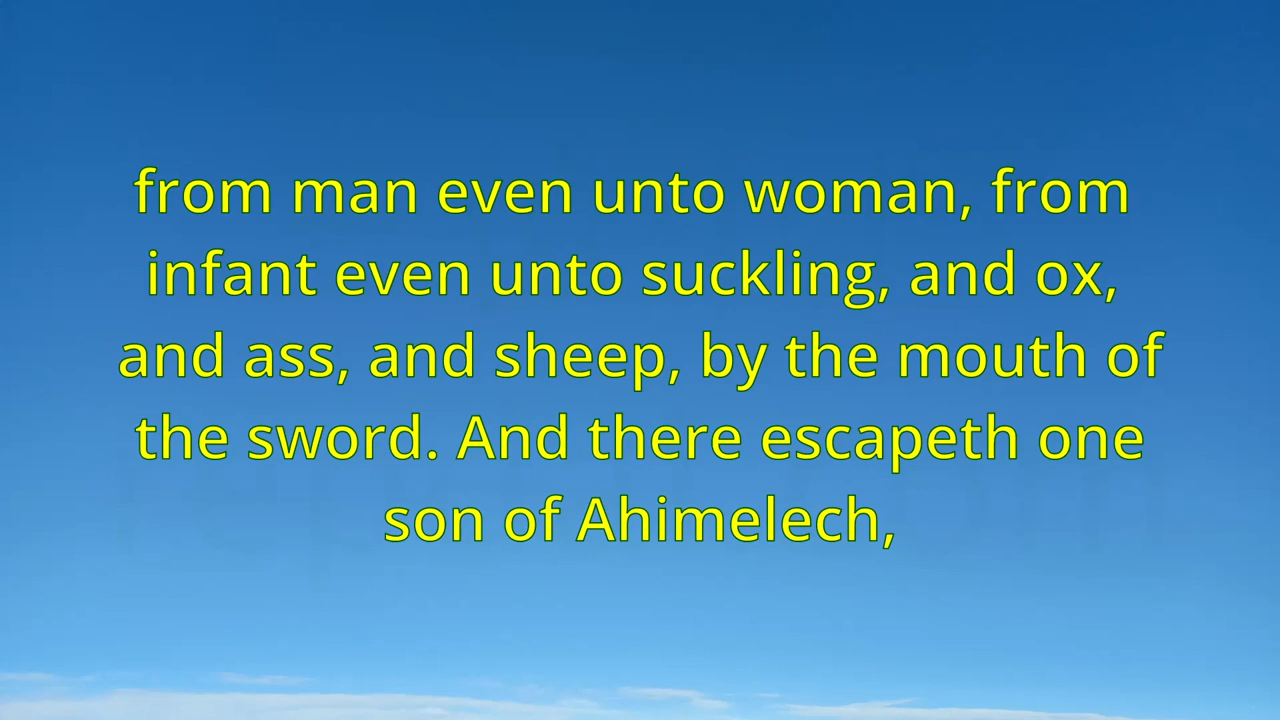 from man even unto woman, from
infant even unto suckling, and ox,
and ass, and sheep, by the mouth of
the sword. And there escapeth one
son of Ahimelech,